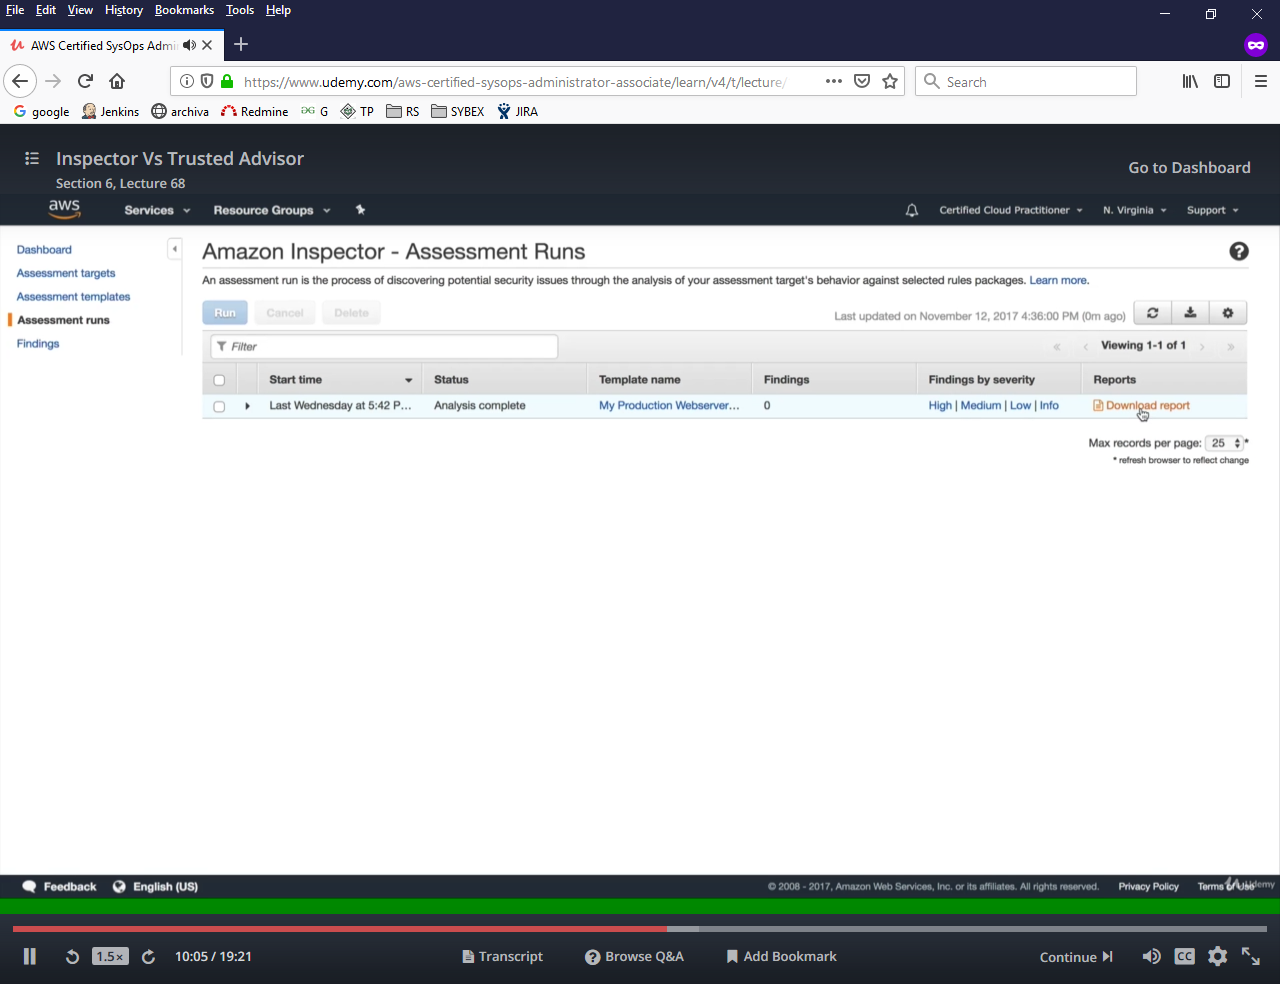 File Edit View History Bookmarks Tools Help
AWS Certified SysOps Admi
https://www.udemy.com/aws-certified-sysops-administrator-associate/learn/v4/t/lecture/
Search
google Jenkins archiva Redmine G TP RS SYBEX JIRA
Inspector Vs Trusted Advisor
Section 6, Lecture 68
Go to Dashboard
aws Services Resource Groups Certified Cloud Practitioner N. Virginia Support
Dashboard
Assessment targets
Assessment templates
Assessment runs
Findings
Amazon Inspector - Assessment Runs
An assessment run is the process of discovering potential security issues through the analysis of your assessment target's behavior against selected rules packages. Learn more.
Run Cancel Delete
Last updated on November 12, 2017 4:36:00 PM (0m ago)
Filter
Viewing 1-1 of 1
Start time Status Template name Findings Findings by severity Reports
Last Wednesday at 5:42 P... Analysis complete My Production Webserver... 0 High | Medium | Low | Info Download report
Max records per page: 25 *
* refresh browser to reflect change
Feedback English (US)
© 2008 - 2017, Amazon Web Services, Inc. or its affiliates. All rights reserved. Privacy Policy Terms of Use
Udemy
1.5× 10:05 / 19:21 Transcript Browse Q&A Add Bookmark Continue CC